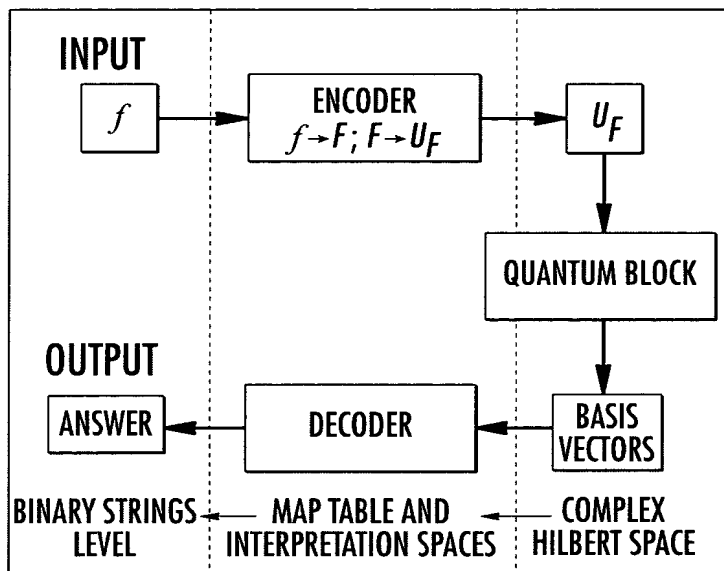 INPUT
f
ENCODER
f→F; F→U_F
U_F
QUANTUM BLOCK
OUTPUT
ANSWER
DECODER
BASIS
VECTORS
BINARY STRINGS
LEVEL
MAP TABLE AND
INTERPRETATION SPACES
COMPLEX
HILBERT SPACE